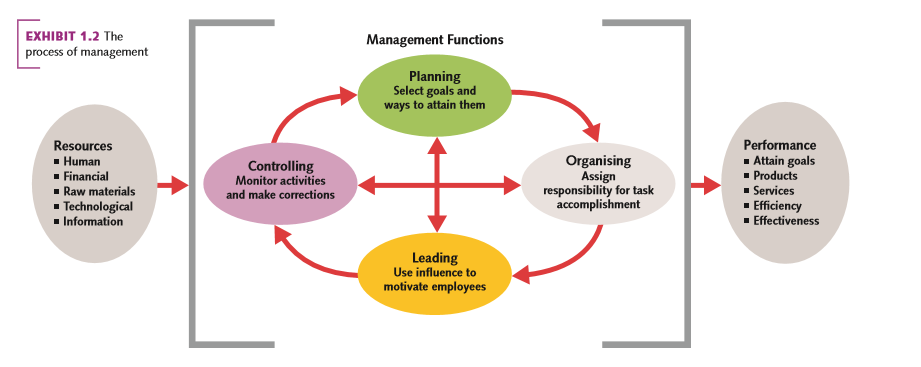 EXHIBIT 1.2 The
process of management
Management Functions
Planning
Select goals and
ways to attain them
Resources
■ Human
■ Financial
■ Raw materials
■ Technological
■ Information
Controlling
Monitor activities
and make corrections
Organising
Assign
responsibility for task
accomplishment
Performance
■ Attain goals
■ Products
■ Services
■ Efficiency
■ Effectiveness
Leading
Use influence to
motivate employees